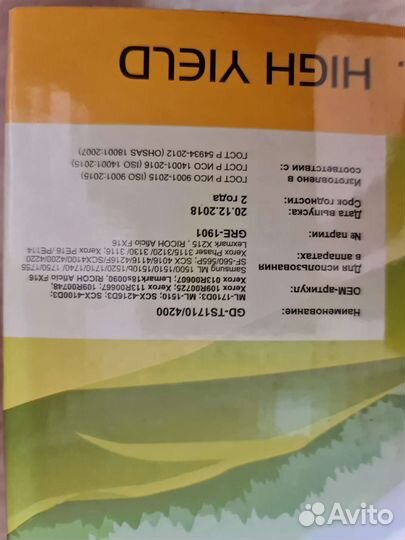 Наименование: GD-TS1710/4200
OEM-артикул: ML-1710D3; ML-1510; SCX-4216D3; SCX-4100D3;
Xerox 109R00725; Xerox 113R00667; 109R00748,
Xerox 013R00607; Lexmark18s0090, RICOH Aficio FX16
Для использования Samsung ML 1510/1510b/1520/1710/1740/1750/1755
в аппаратах: SF-560/565P; SCX 4016/4116/4216F/SCX4100/4200/4220
Xerox Phaser 3115/3120/3130/ Xerox 3116; Xerox PE16 /PE114
Lexmark X215 , RICOH Aficio FX16
№ партии: GRE-1901
Дата выпуска: 20.12.2018
Срок годности: 2 года
Изготовлено в ГОСТ Р ИСО 9001-2015 (ISO 9001:2015)
соответствии с: ГОСТ Р ИСО 14001-2016 (ISO 14001:2015)
ГОСТ Р 54934-2012 (OHSAS 18001:2007)
HIGH YIELD
Avito